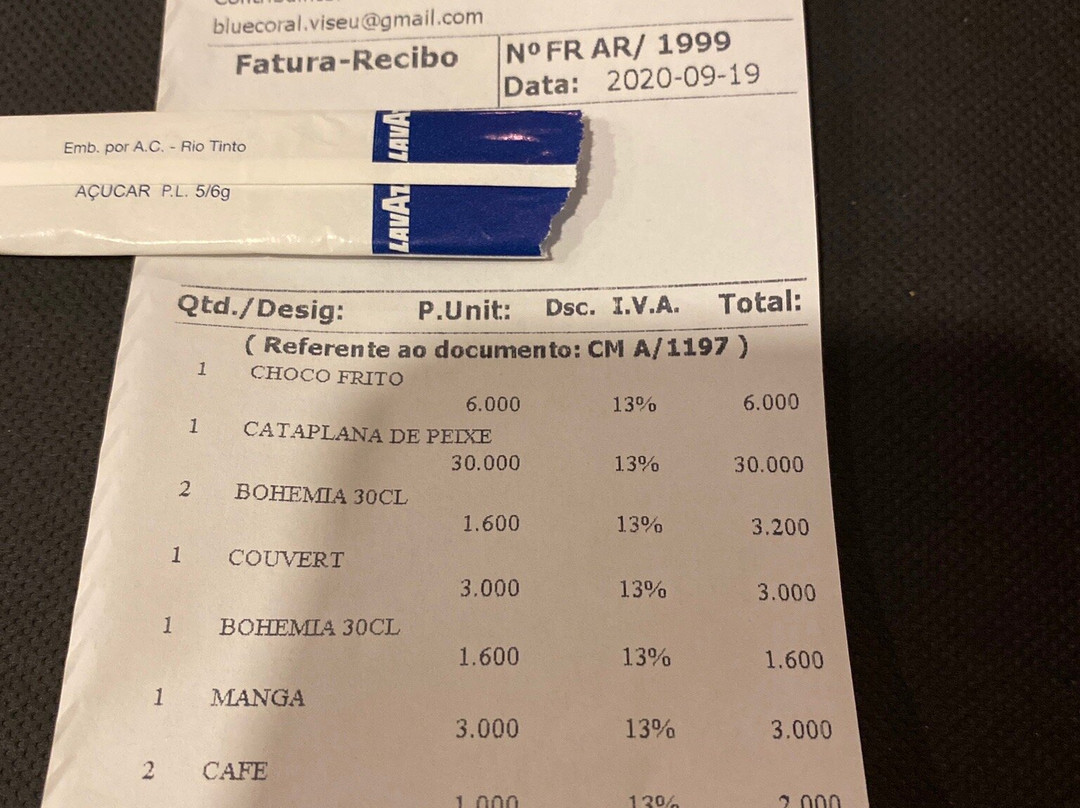 bluecoral.viseu@gmail.com
Fatura-Recibo
Nº FR AR/ 1999
Data: 2020-09-19
Emb. por A.C. - Rio Tinto
AÇUCAR P.L. 5/6g
LAVA
LAVAZ
Qtd./Desig: P.Unit: Dsc. I.V.A. Total:
( Referente ao documento: CM A/1197 )
1 CHOCO FRITO
6.000 13% 6.000
1 CATAPLANA DE PEIXE
30.000 13% 30.000
2 BOHEMIA 30CL
1.600 13% 3.200
1 COUVERT
3.000 13% 3.000
1 BOHEMIA 30CL
1.600 13% 1.600
1 MANGA
3.000 13% 3.000
2 CAFE
1.000 13% 2.000